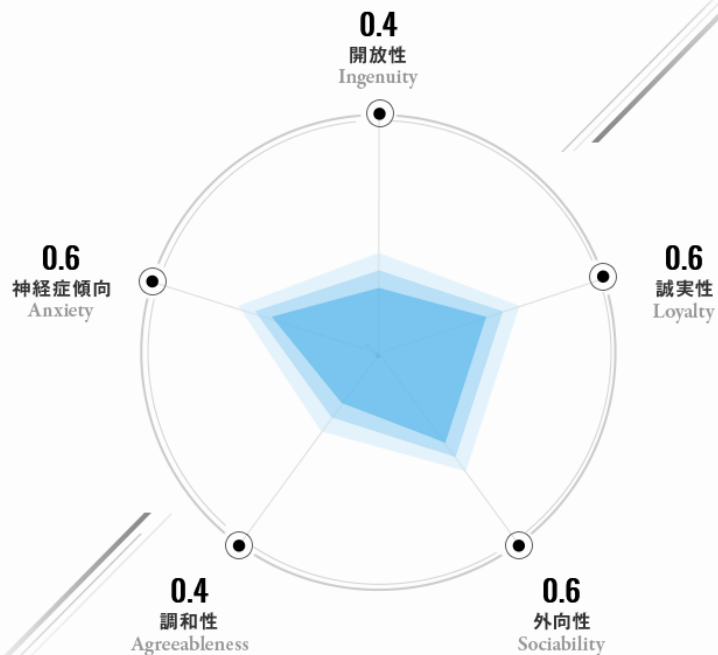 0.4
開放性
Ingenuity
0.6
神経症傾向
Anxiety
0.6
誠実性
Loyalty
0.4
調和性
Agreeableness
0.6
外向性
Sociability